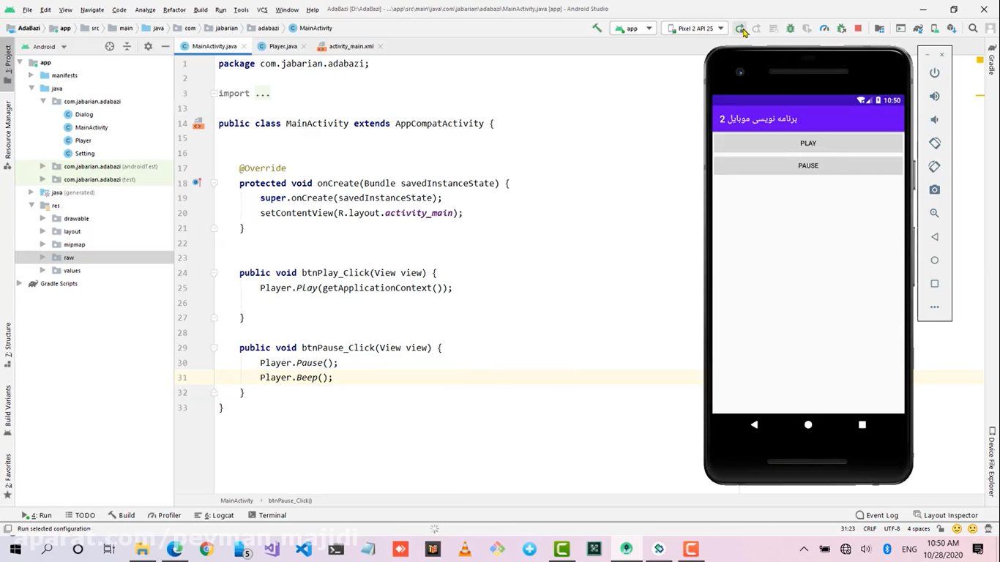 File Edit View Navigate Code Analyze Refactor Build Run Tools VCS Window Help AdaBazi [D:\AdaBazi] - ...\app\src\main\java\com\jabarian\adabazi\MainActivity.java [app] - Android Studio
AdaBazi app src main java com jabarian adabazi MainActivity app Pixel 2 API 25
Android MainActivity.java Player.java activity_main.xml
1: Project
Resource Manager
7: Structure
Build Variants
2: Favorites
app
manifests
java
com.jabarian.adabazi
Dialog
MainActivity
Player
Setting
com.jabarian.adabazi (androidTest)
com.jabarian.adabazi (test)
java (generated)
res
drawable
layout
mipmap
raw
values
Gradle Scripts
1 package com.jabarian.adabazi;
2
3 import ...
13
14 public class MainActivity extends AppCompatActivity {
15
16
17 @Override
18 protected void onCreate(Bundle savedInstanceState) {
19 super.onCreate(savedInstanceState);
20 setContentView(R.layout.activity_main);
21 }
22
23
24 public void btnPlay_Click(View view) {
25 Player.Play(getApplicationContext());
26
27 }
28
29 public void btnPause_Click(View view) {
30 Player.Pause();
31 Player.Beep();
32 }
33 }
10:50
برنامه نویسی موبایل 2
PLAY
PAUSE
Gradle
Device File Explorer
MainActivity btnPause_Click()
4: Run TODO Build Profiler 6: Logcat Terminal Event Log Layout Inspector
Run selected configuration 31:23 CRLF UTF-8 4 spaces
5 ENG 10:50 AM
10/28/2020